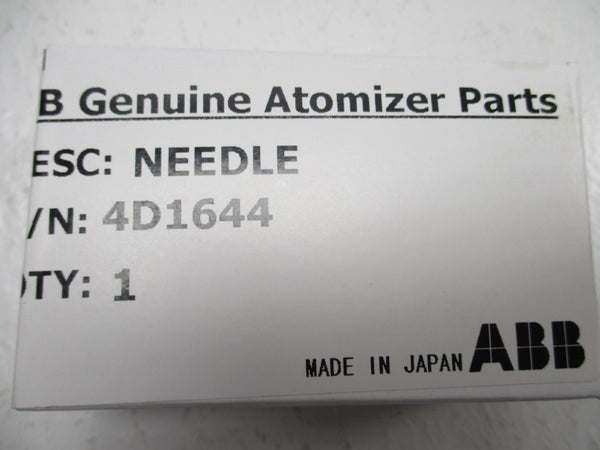 B Genuine Atomizer Parts
ESC: NEEDLE
/N: 4D1644
TY: 1
MADE IN JAPAN ABB